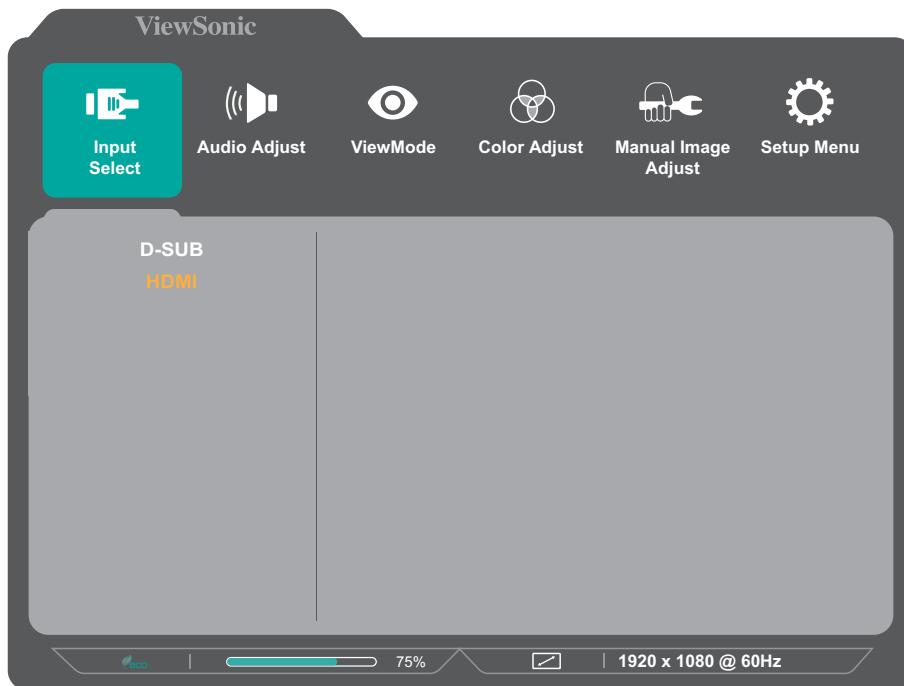 ViewSonic
Input Select
Audio Adjust
ViewMode
Color Adjust
Manual Image Adjust
Setup Menu
D-SUB
HDMI
eco
75%
1920 x 1080 @ 60Hz